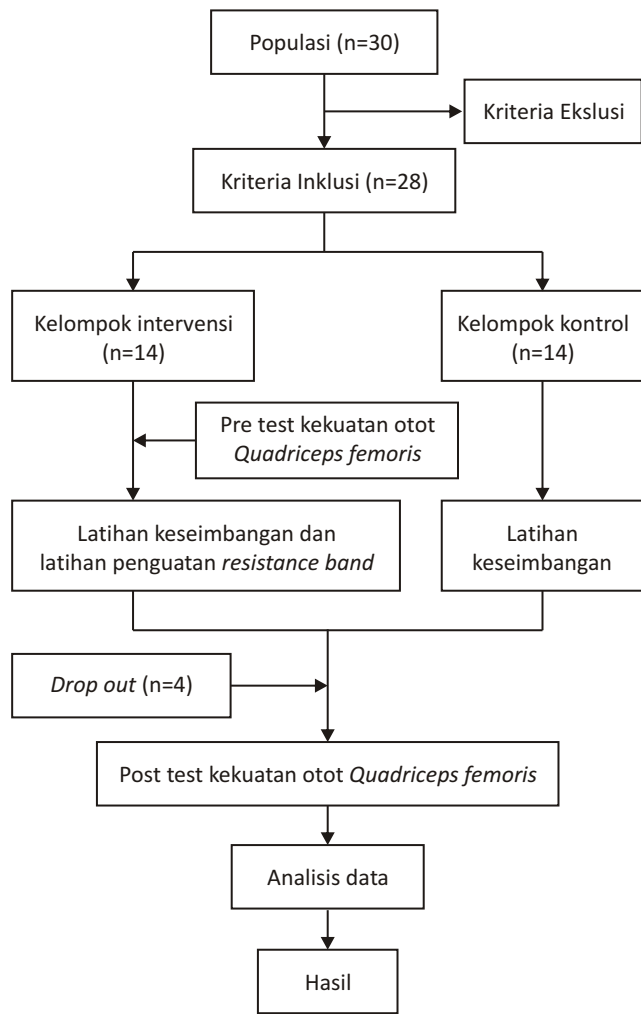 Populasi (n=30)
Kriteria Ekslusi
Kriteria Inklusi (n=28)
Kelompok intervensi
(n=14)
Kelompok kontrol
(n=14)
Pre test kekuatan otot
Quadriceps femoris
Latihan keseimbangan dan
latihan penguatan resistance band
Latihan
keseimbangan
Drop out (n=4)
Post test kekuatan otot Quadriceps femoris
Analisis data
Hasil